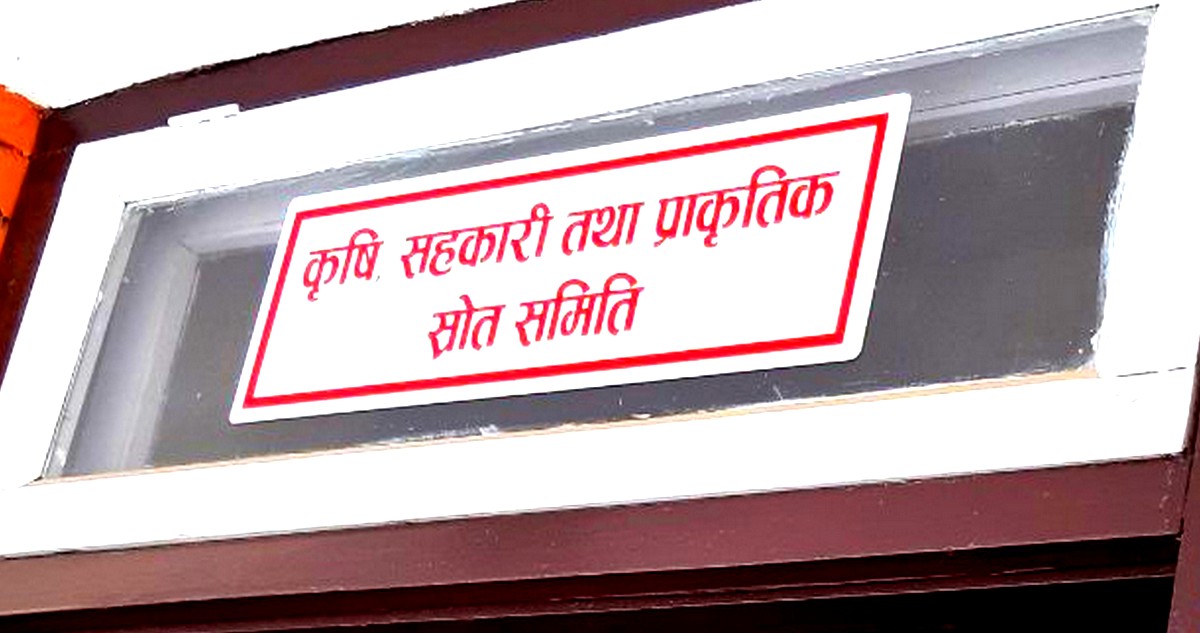 कृषि, सहकारी तथा प्राकृतिक
स्रोत समिति